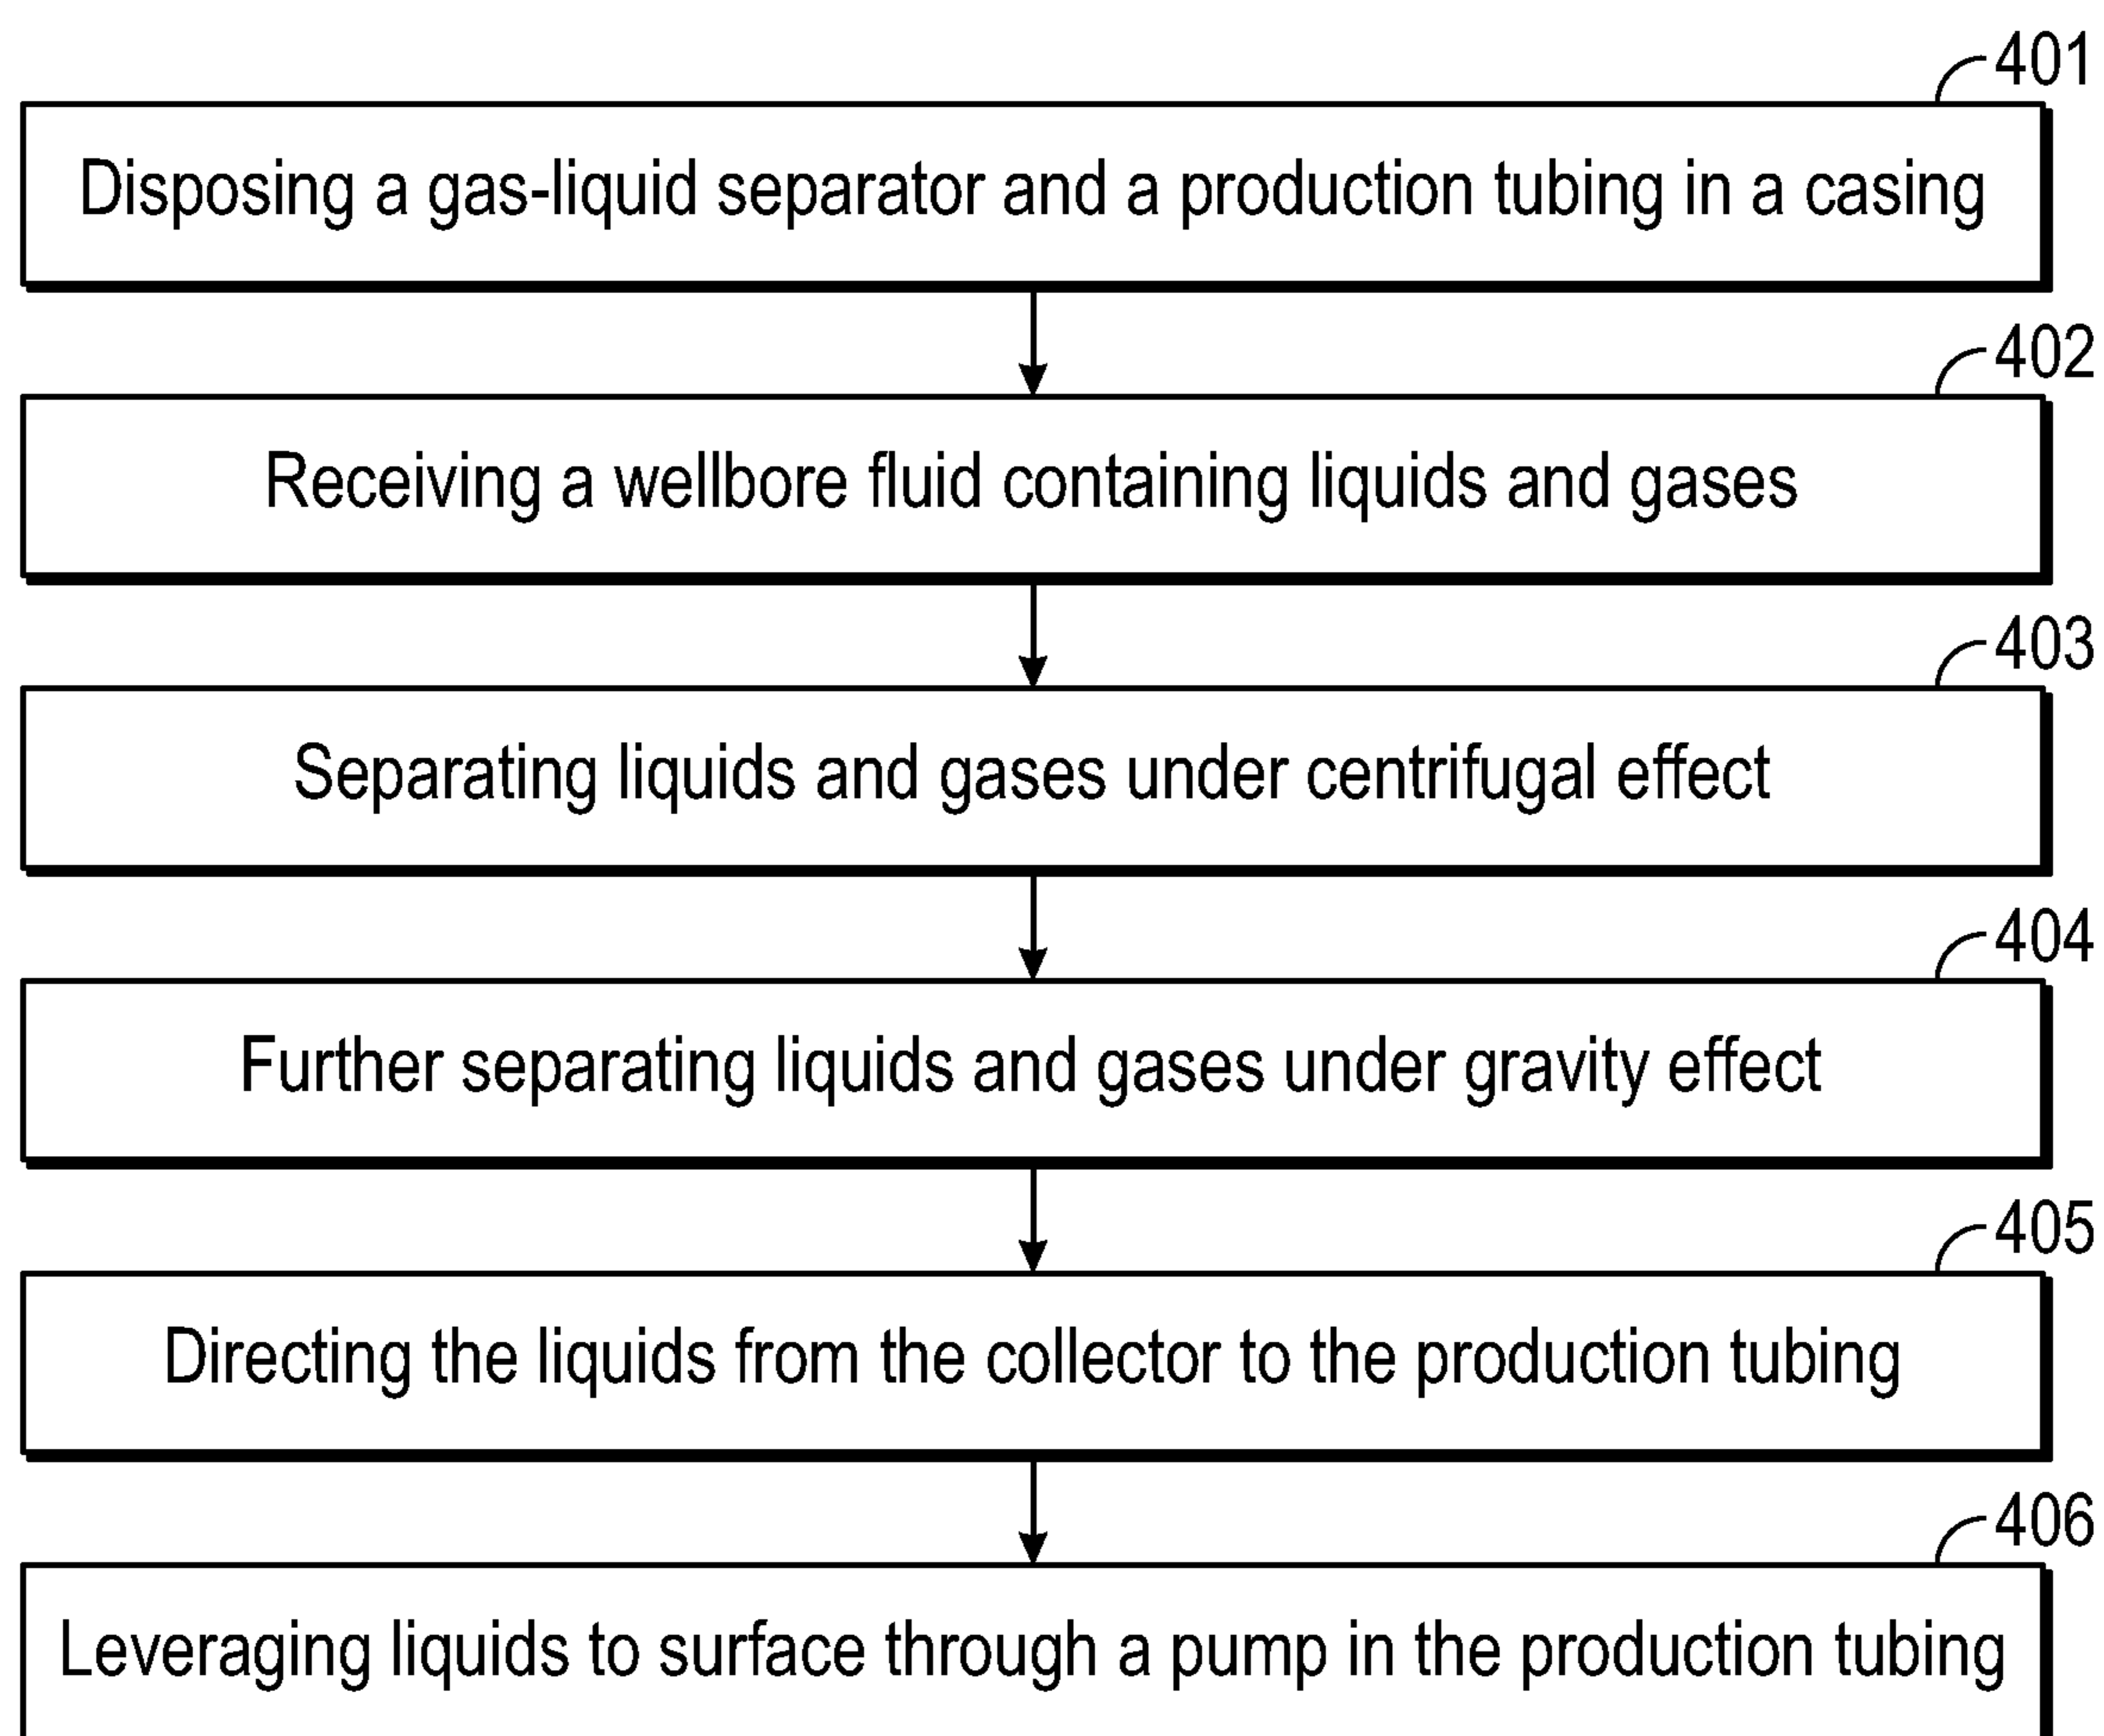 401
Disposing a gas-liquid separator and a production tubing in a casing
402
Receiving a wellbore fluid containing liquids and gases
403
Separating liquids and gases under centrifugal effect
404
Further separating liquids and gases under gravity effect
405
Directing the liquids from the collector to the production tubing
406
Leveraging liquids to surface through a pump in the production tubing